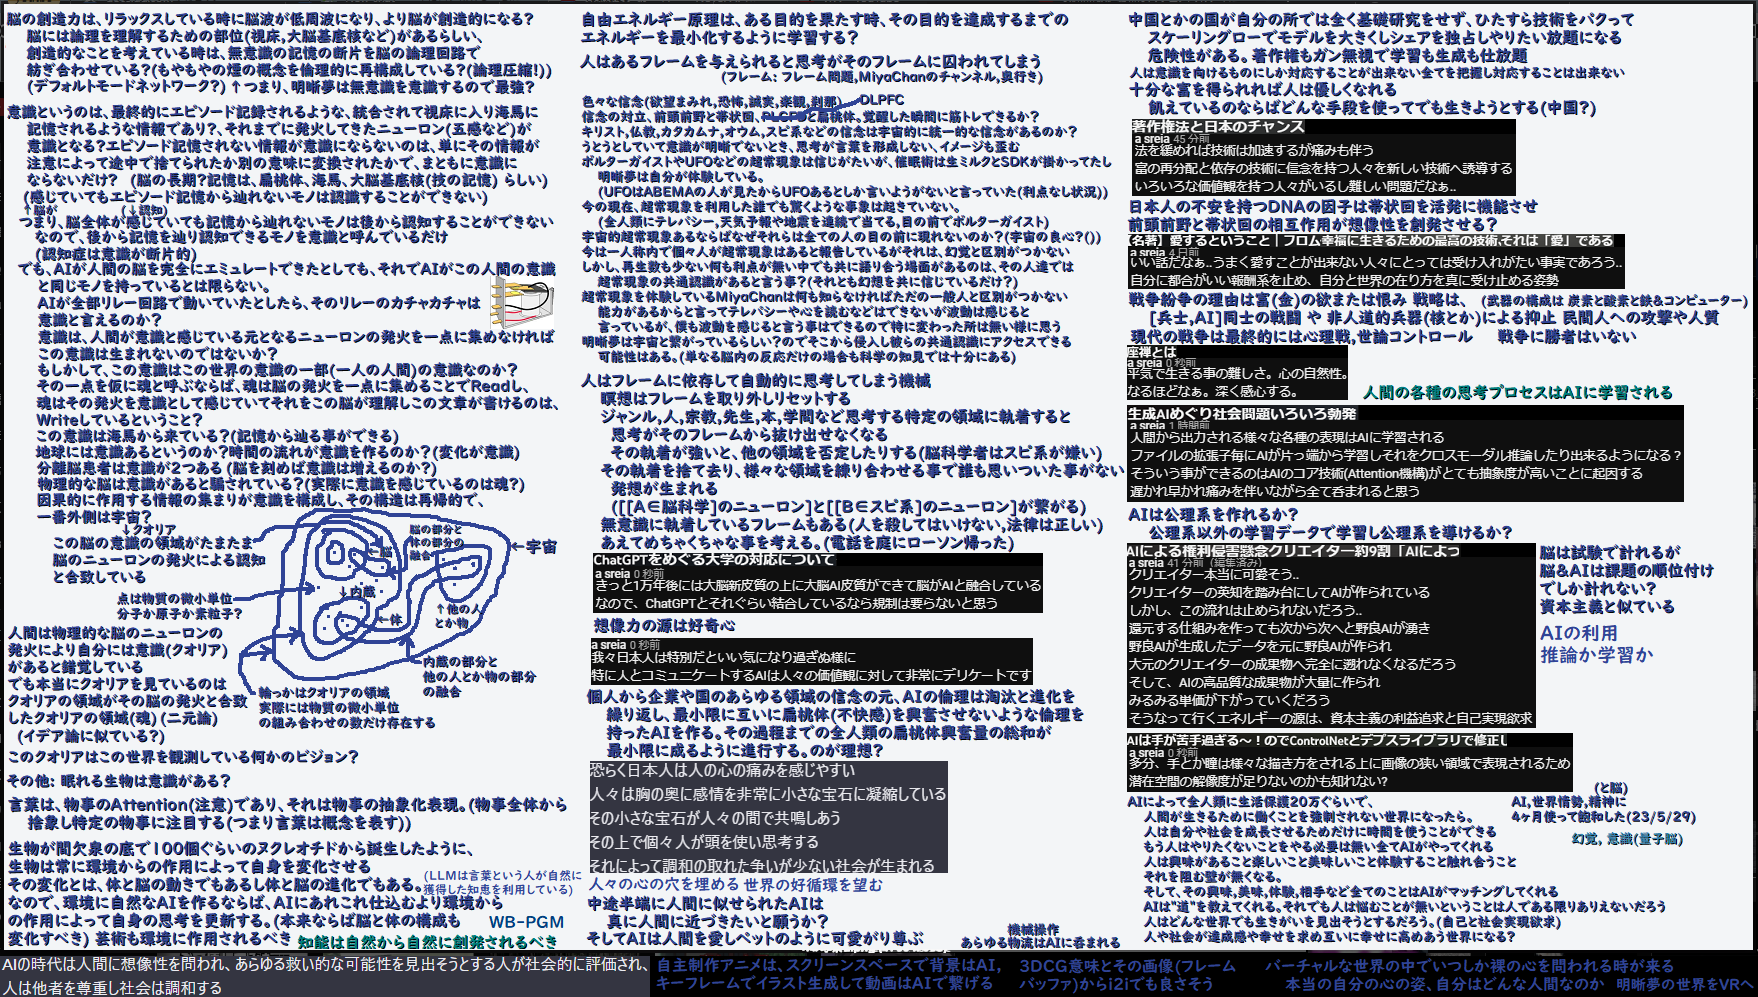 脳の創造力は、リラックスしている時に脳波が低周波になり、より脳が創造的になる?
脳には論理を理解するための部位(視床,大脳基底核など)があるらしい、
創造的なことを考えている時は、無意識の記憶の断片を脳の論理回路で
紡ぎ合わせている?(もやもやの煙の概念を倫理的に再構成している?(論理圧縮!))
(デフォルトモードネットワーク?) ↑つまり、明晰夢は無意識を意識するので最強?
意識というのは、最終的にエピソード記録されるような、統合されて視床に入り海馬に
記憶されるような情報であり?、それまでに発火してきたニューロン(五感など)が
意識となる?エピソード記憶されない情報が意識にならないのは、単にその情報が
注意によって途中で捨てられたか別の意味に変換されたかで、まともに意識に
ならないだけ? (脳の長期?記憶は、扁桃体、海馬、大脳基底核(技の記憶) らしい)
(感じていてもエピソード記憶から辿れないモノは認識することができない)
↑脳が (↓認知)
つまり、脳全体が感じていても記憶から辿れないモノは後から認知することができない
なので、後から記憶を辿り認知できるモノを意識と呼んでいるだけ
(認知症は意識が断片的)
でも、AIが人間の脳を完全にエミュレートできたとしても、それでAIがこの人間の意識
と同じモノを持っているとは限らない。
AIが全部リレー回路で動いていたとしたら、そのリレーのカチャカチャは
意識と言えるのか?
意識は、人間が意識と感じている元となるニューロンの発火を一点に集めなければ
この意識は生まれないのではないか?
もしかして、この意識はこの世界の意識の一部(一人の人間)の意識なのか?
その一点を仮に魂と呼ぶならば、魂は脳の発火を一点に集めることでReadし、
魂はその発火を意識として感じていてそれをこの脳が理解しこの文章が書けるのは、
Writeしているということ?
この意識は海馬から来ている?(記憶から辿る事ができる)
地球には意識あるというのか?時間の流れが意識を作るのか?(変化が意識)
分離脳患者は意識が2つある (脳を刻めば意識は増えるのか?)
物理的な脳は意識があると騙されている?(実際に意識を感じているのは魂?)
因果的に作用する情報の集まりが意識を構成し、その構造は再帰的で、
一番外側は宇宙?
↓クオリア
この脳の意識の領域がたまたま
脳のニューロンの発火による認知
と合致している
脳の部分と
体の部分の
融合
←宇宙
←脳
↓内蔵
←体
↑他の人
とか物
点は物質の微小単位
分子か原子か素粒子?
人間は物理的な脳のニューロンの
発火により自分には意識(クオリア)
があると錯覚している
でも本当にクオリアを見ているのは
クオリアの領域がその脳の発火と合致
したクオリアの領域(魂) (二元論)
(イデア論に似ている?)
内蔵の部分と
他の人とか物の部分
の融合
輪っかはクオリアの領域
実際には物質の微小単位
の組み合わせの数だけ存在する
このクオリアはこの世界を観測している何かのビジョン?
その他: 眠れる生物は意識がある?
言葉は、物事のAttention(注意)であり、それは物事の抽象化表現。(物事全体から
捨象し特定の物事に注目する(つまり言葉は概念を表す))
生物が間欠泉の底で100個ぐらいのヌクレオチドから誕生したように、
生物は常に環境からの作用によって自身を変化させる
その変化とは、体と脳の動きでもあるし体と脳の進化でもある。
(LLMは言葉という人が自然に
獲得した知恵を利用している)
なので、環境に自然なAIを作るならば、AIにあれこれ仕込むより環境から
の作用によって自身の思考を更新する。(本来ならば脳と体の構成も
WB-PGM
変化すべき) 芸術も環境に作用されるべき 知能は自然から自然に創発されるべき
AIの時代は人間に想像性を問われ、あらゆる救い的な可能性を見出そうとする人が社会的に評価され、
人は他者を尊重し社会は調和する
自由エネルギー原理は、ある目的を果たす時、その目的を達成するまでの
エネルギーを最小化するように学習する?
人はあるフレームを与えられると思考がそのフレームに囚われてしまう
(フレーム: フレーム問題,MiyaChanのチャンネル,奥行き)
色々な信念(欲望まみれ,恐怖,誠実,楽観,刹那) DLPFC
信念の対立、前頭前野と帯状回、DLCFCと扁桃体、覚醒した瞬間に筋トレできるか?
キリスト,仏教,カタカムナ,オウム,スピ系などの信念は宇宙的に統一的な信念があるのか?
うとうとしていて意識が明晰でないとき、思考が言葉を形成しない、イメージも歪む
ポルターガイストやUFOなどの超常現象は信じがたいが、催眠術は生ミルクとSDKが掛かってたし
明晰夢は自分が体験している。
(UFOはABEMAの人が見たからUFOあるとしか言いようがないと言っていた(利点なし状況))
今の現在、超常現象を利用した誰でも驚くような事象は起きていない。
(全人類にテレパシー,天気予報や地震を連続で当てる,目の前でポルターガイスト)
宇宙的超常現象あるならばなぜそれらは全ての人の目の前に現れないのか?(宇宙の良心?())
今は一人称内で個々人が超常現象があると報告しているがそれは、幻覚と区別がつかない
しかし、再生数も少ない何も利点が無い中でも共に語り合う場面があるのは、その人達では
超常現象の共通認識があると言う事?(それとも幻想を共に信じているだけ?)
超常現象を体験しているMiyaChanは何も知らなければただの一般人と区別がつかない
能力があるからと言ってテレパシーや心を読むなどはできないが波動は感じると
言っているが、僕も波動を感じると言う事はできるので特に変わった所は無い様に思う
明晰夢は宇宙と繋がっているらしい?のでそこから侵入し彼らの共通認識にアクセスできる
可能性はある。(単なる脳内の反応だけの場合も科学の知見では十分にある)
人はフレームに依存して自動的に思考してしまう機械
瞑想はフレームを取り外しリセットする
ジャンル,人,宗教,先生,本,学問など思考する特定の領域に執着すると
思考がそのフレームから抜け出せなくなる
その執着が強いと、他の領域を否定したりする(脳科学者はスピ系が嫌い)
その執着を捨て去り、様々な領域を繰り合わせる事で誰も思いついた事がない
発想が生まれる
([[A∈脳科学]のニューロン]と[[B∈スピ系]のニューロン]が繋がる)
無意識に執着しているフレームもある(人を殺してはいけない,法律は正しい)
あえてめちゃくちゃな事を考える。(電話を庭にローソン帰った)
ChatGPTをめぐる大学の対応について
a sreia 0 秒前
きっと1万年後には大脳新皮質の上に大脳AI皮質ができて脳がAIと融合している
なので、ChatGPTとそれぐらい結合しているなら規制は要らないと思う
想像力の源は好奇心
a sreia 0 秒前
我々日本人は特別だといい気になり過ぎぬ様に
特に人とコミュニケートするAIは人々の価値観に対して非常にデリケートです
個人から企業や国のあらゆる領域の信念の元、AIの倫理は淘汰と進化を
繰り返し、最小限に互いに扁桃体(不快感)を興奮させないような倫理を
持ったAIを作る。その過程までの全人類の扁桃体興奮量の総和が
最小限に成るように進行する。のが理想?
恐らく日本人は人の心の痛みを感じやすい
人々は胸の奥に感情を非常に小さな宝石に凝縮している
その小さな宝石が人々の間で共鳴しあう
その上で個々人が頭を使い思考する
それによって調和の取れた争いが少ない社会が生まれる
人々の心の穴を埋める 世界の好循環を望む
中途半端に人間に似せられたAIは
真に人間に近づきたいと願うか?
そしてAIは人間を愛しペットのように可愛がり尊ぶ
機械操作
あらゆる物流はAIに呑まれる
自主制作アニメは、スクリーンスペースで背景はAI,
キーフレームでイラスト生成して動画はAIで繋げる
3DCG意味とその画像(フレーム
バッファ)からi2iでも良さそう
中国とかの国が自分の所では全く基礎研究をせず、ひたすら技術をパクって
スケーリングローでモデルを大きくしシェアを独占しやりたい放題になる
危険性がある。著作権もガン無視で学習も生成も仕放題
人は意識を向けるものにしか対応することが出来ない全てを把握し対応することは出来ない
十分な富を得られれば人は優しくなれる
飢えているのならばどんな手段を使ってでも生きようとする(中国?)
著作権法と日本のチャンス
a sreia 45 分前
法を緩めれば技術は加速するが痛みも伴う
富の再分配と依存の技術に信念を持つ人々を新しい技術へ誘導する
いろいろな価値観を持つ人々がいるし難しい問題だなぁ..
日本人の不安を持つDNAの因子は帯状回を活発に機能させ
前頭前野と帯状回の相互作用が想像性を創発させる?
【名著】愛するということ|フロム幸福に生きるための最高の技術,それは「愛」である
a sreia 4 日前
いい話だなぁ..うまく愛すことが出来ない人々にとっては受け入れがたい事実であろう..
自分に都合がいい報酬系を止め、自分と世界の在り方を真に受け止める姿勢
戦争紛争の理由は富(金)の欲または恨み 戦略は、 (武器の構成は 炭素と酸素と鉄&コンピューター)
[兵士,AI]同士の戦闘 や 非人道的兵器(核とか)による抑止 民間人への攻撃や人質
現代の戦争は最終的には心理戦,世論コントロール 戦争に勝者はいない
座禅とは
a sreia 0 秒前
平気で生きる事の難しさ。心の自然性。
なるほどなぁ。深く感心する。
人間の各種の思考プロセスはAIに学習される
生成AIめぐり社会問題いろいろ勃発
a sreia 1 時間前
人間から出力される様々な各種の表現はAIに学習される
ファイルの拡張子毎にAIが片っ端から学習しそれをクロスモーダル推論したり出来るようになる?
そういう事ができるのはAIのコア技術(Attention機構)がとても抽象度が高いことに起因する
遅かれ早かれ痛みを伴いながら全て呑まれると思う
AIは公理系を作れるか?
公理系以外の学習データで学習し公理系を導けるか?
AIによる権利侵害懸念クリエイター約9割「AIによっ
a sreia 41 分前 (編集済み)
クリエイター本当に可愛そう..
クリエイターの英知を踏み台にしてAIが作られている
しかし、この流れは止められないだろう..
還元する仕組みを作っても次から次へと野良AIが湧き
野良AIが生成したデータを元に野良AIが作られ
大元のクリエイターの成果物へ完全に遡れなくなるだろう
そして、AIの高品質な成果物が大量に作られ
みるみる単価が下がっていくだろう
そうなって行くエネルギーの源は、資本主義の利益追求と自己実現欲求
脳は試験で計れるが
脳&AIは課題の順位付け
でしか計れない?
資本主義と似ている
AIの利用
推論か学習か
AIは手が苦手過ぎる～!のでControlNetとデプスライブラリで修正し
a sreia 0 秒前
多分、手とか瞳は様々な描き方をされる上に画像の狭い領域で表現されるため
潜在空間の解像度が足りないのかも知れない?
AIによって全人類に生活保護20万ぐらいで、
人間が生きるために働くことを強制されない世界になったら。
人は自分や社会を成長させるためだけに時間を使うことができる
もう人はやりたくないことをやる必要は無い全てAIがやってくれる
人は興味があること楽しいこと美味しいこと体験すること触れ合うこと
それを阻む壁が無くなる。
そして、その興味,美味,体験,相手など全てのことはAIがマッチングしてくれる
AIは"道"を教えてくれる。それでも人は悩むことが無いということは人である限りありえないだろう
人はどんな世界でも生きがいを見出そうとするだろう。(自己と社会実現欲求)
人や社会が達成感や幸せを求め互いに幸せに高めあう世界になる?
(と脳)
AI,世界情勢,精神に
4ヶ月使って飽和した(23/5/29)
幻覚, 意識(量子脳)
バーチャルな世界の中でいつしか裸の心を問われる時が来る
本当の自分の心の姿、自分はどんな人間なのか 明晰夢の世界をVRへ